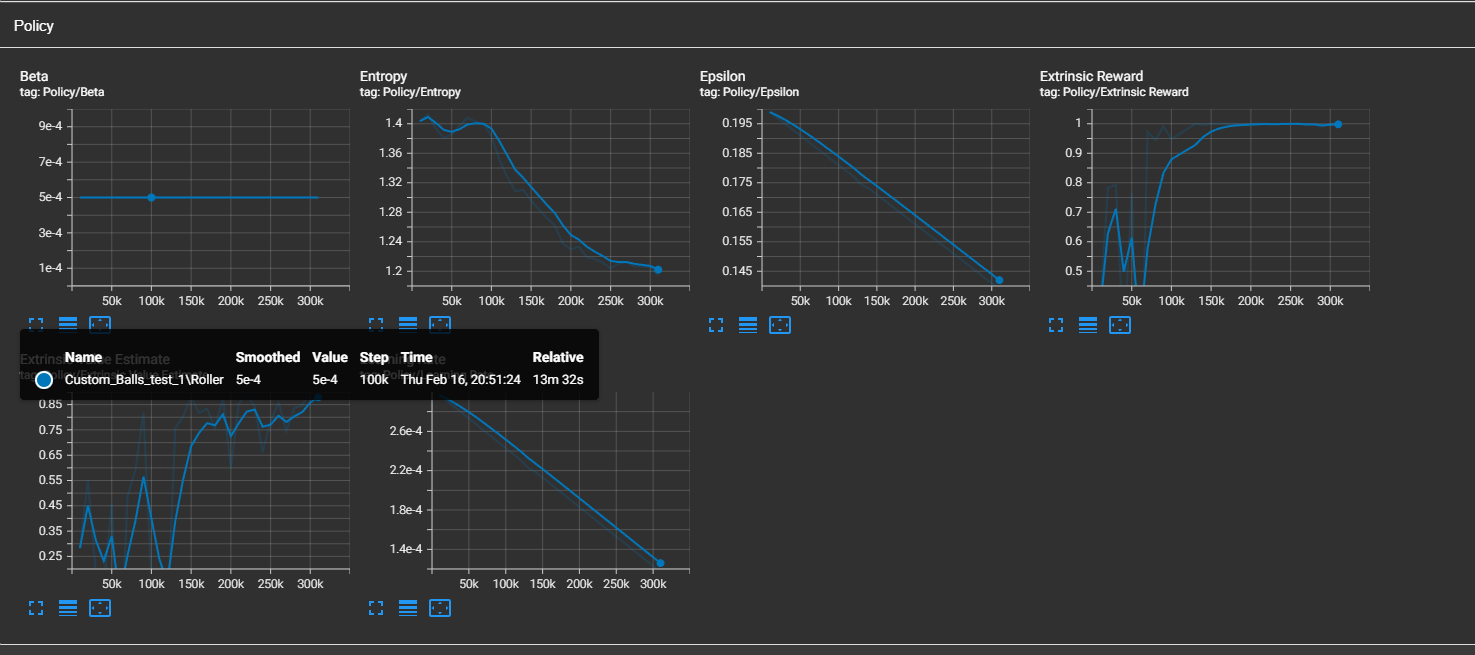 Policy
Beta
tag: Policy/Beta
9e-4
7e-4
5e-4
3e-4
1e-4
50k 100k 150k 200k 250k 300k
Entropy
tag: Policy/Entropy
1.4
1.36
1.32
1.28
1.24
1.2
50k 100k 150k 200k 250k 300k
Epsilon
tag: Policy/Epsilon
0.195
0.185
0.175
0.165
0.155
0.145
50k 100k 150k 200k 250k 300k
Extrinsic Reward
tag: Policy/Extrinsic Reward
1
0.9
0.8
0.7
0.6
0.5
50k 100k 150k 200k 250k 300k
Name Smoothed Value Step Time Relative
Custom_Balls_test_1\Roller 5e-4 5e-4 100k Thu Feb 16, 20:51:24 13m 32s
0.85
0.75
0.65
0.55
0.45
0.35
0.25
50k 100k 150k 200k 250k 300k
2.6e-4
2.2e-4
1.8e-4
1.4e-4
50k 100k 150k 200k 250k 300k